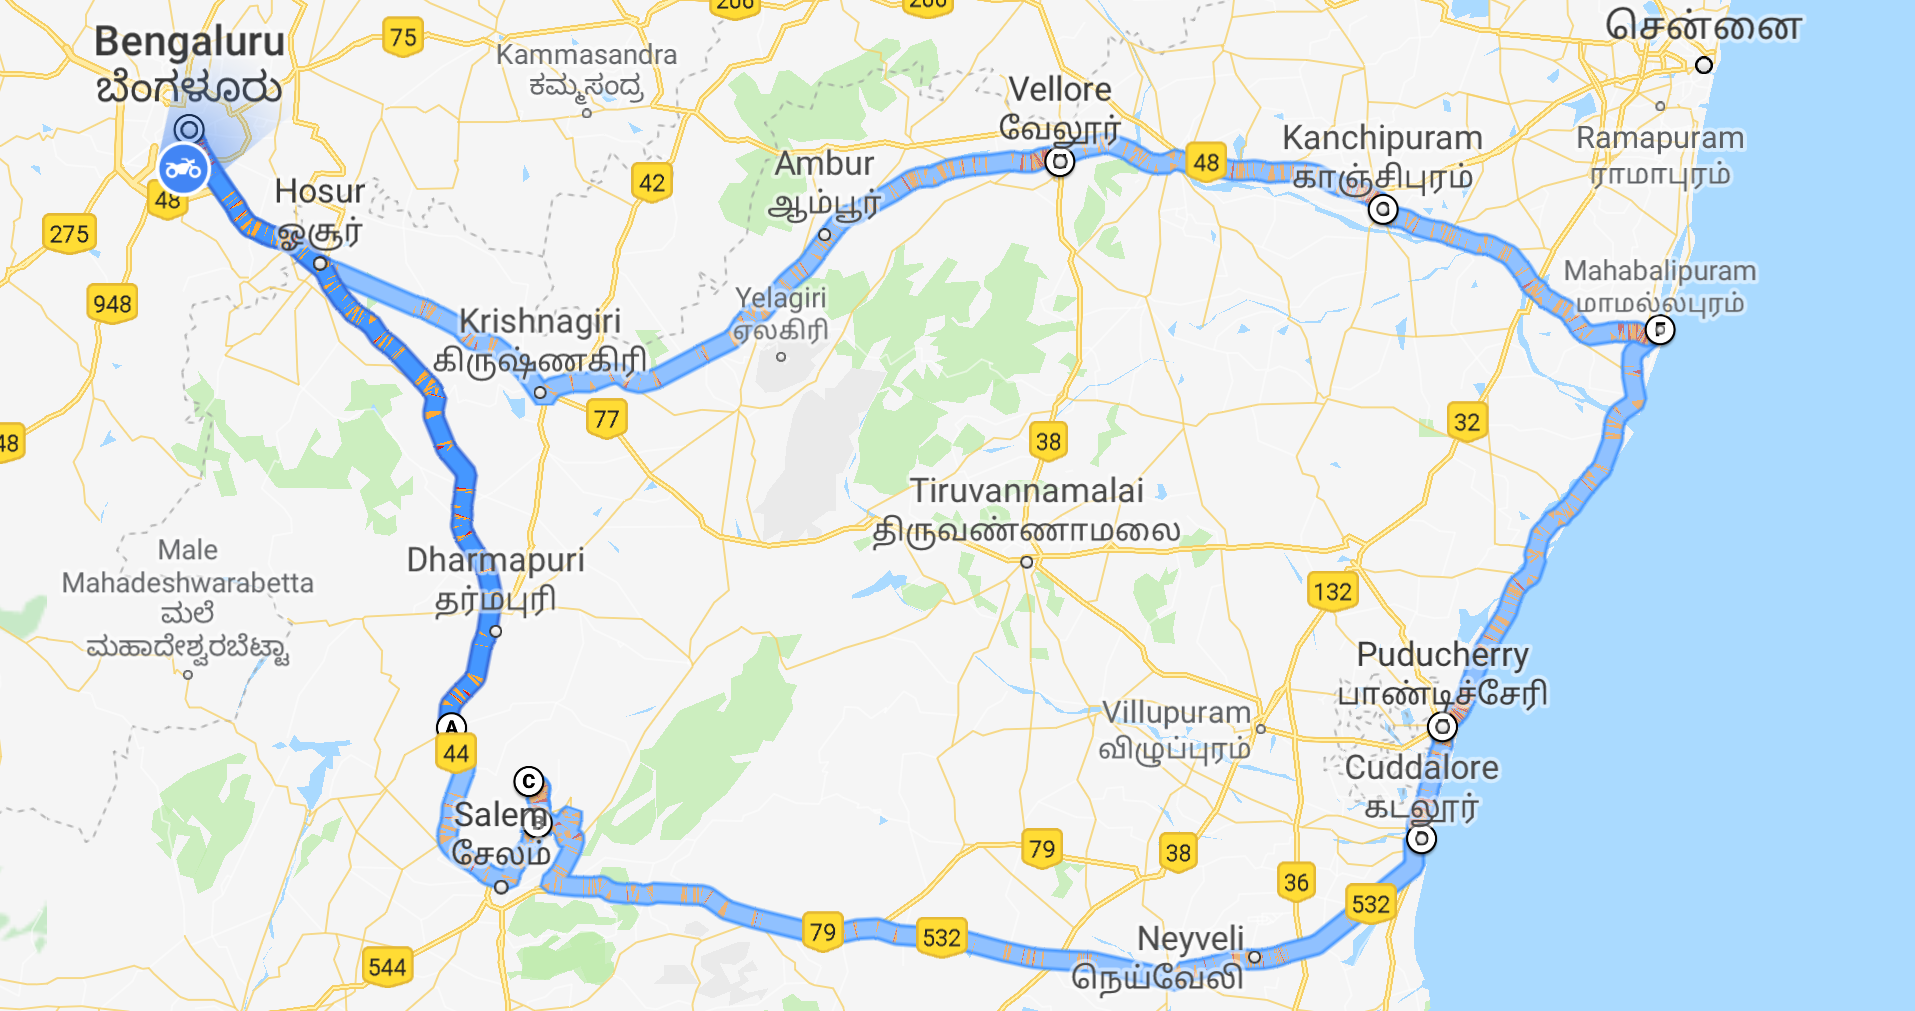 206
206
சென்னை
Bengaluru
ಬೆಂಗಳೂರು
75
Kammasandra
ಕಮ್ಮಸಂದ್ರ
Vellore
வேலூர்
Kanchipuram
காஞ்சிபுரம்
Ramapuram
ராமாபுரம்
48
Ambur
ஆம்பூர்
42
Hosur
ஓசூர்
48
275
948
Mahabalipuram
மாமல்லபுரம்
F
Yelagiri
ஏலகிரி
Krishnagiri
கிருஷ்ணகிரி
77
32
48
38
Tiruvannamalai
திருவண்ணாமலை
Male
Mahadeshwarabetta
ಮಲೆ
ಮಹಾದೇಶ್ವರಬೆಟ್ಟಾ
Dharmapuri
தர்மபுரி
132
Puducherry
பாண்டிச்சேரி
A
44
Villupuram
விழுப்புரம்
Cuddalore
கடலூர்
C
Salem
B
சேலம்
79
38
36
532
79
532
Neyveli
நெய்வேலி
544